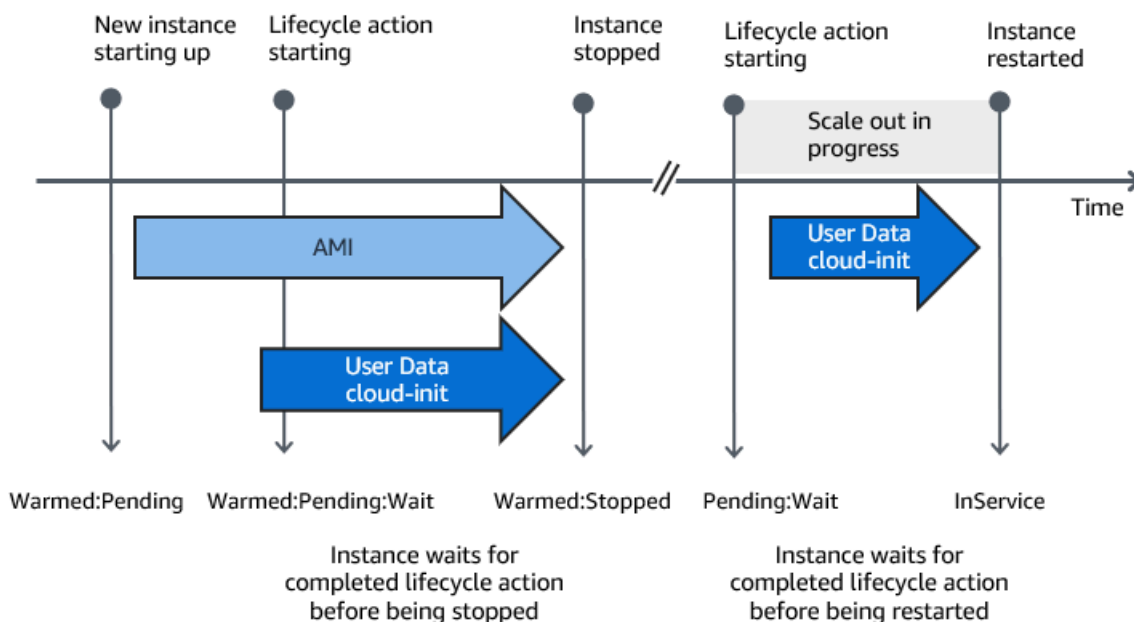 New instance
starting up
Lifecycle action
starting
Instance
stopped
Lifecycle action
starting
Instance
restarted
Scale out in
progress
Time
AMI
User Data
cloud-init
User Data
cloud-init
Warmed:Pending
Warmed:Pending:Wait
Warmed:Stopped
Pending:Wait
InService
Instance waits for
completed lifecycle action
before being stopped
Instance waits for
completed lifecycle action
before being restarted